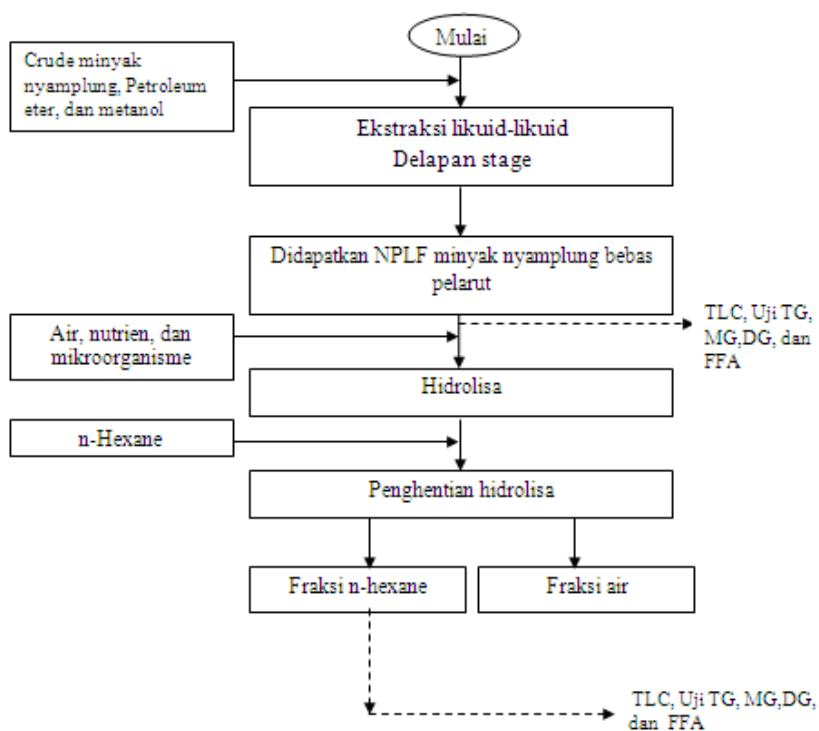 Mulai
Crude minyak
nyamplung, Petroleum
eter, dan metanol
Ekstraksi likuid-likuid
Delapan stage
Didapatkan NPLF minyak nyamplung bebas
pelarut
TLC, Uji TG,
MG,DG, dan
FFA
Air, nutrien, dan
mikroorganisme
Hidrolisa
n-Hexane
Penghentian hidrolisa
Fraksi n-hexane
Fraksi air
TLC, Uji TG, MG,DG,
dan FFA